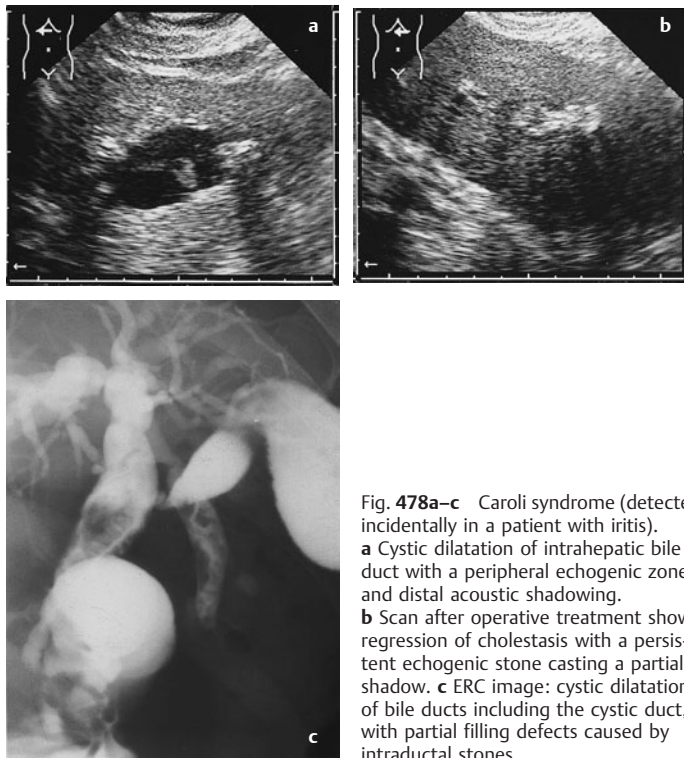 a
b
c
Fig. 478a–c Caroli syndrome (detected
incidentally in a patient with iritis).
a Cystic dilatation of intrahepatic bile
duct with a peripheral echogenic zone
and distal acoustic shadowing.
b Scan after operative treatment shows
regression of cholestasis with a persis-
tent echogenic stone casting a partial
shadow. c ERC image: cystic dilatation
of bile ducts including the cystic duct,
with partial filling defects caused by
intraductal stones